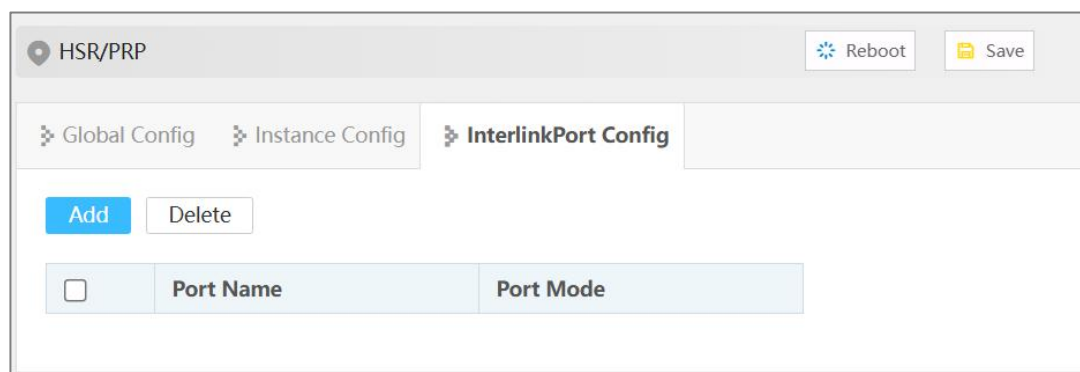 HSR/PRP Reboot Save
Global Config Instance Config InterlinkPort Config
Add Delete
Port Name Port Mode